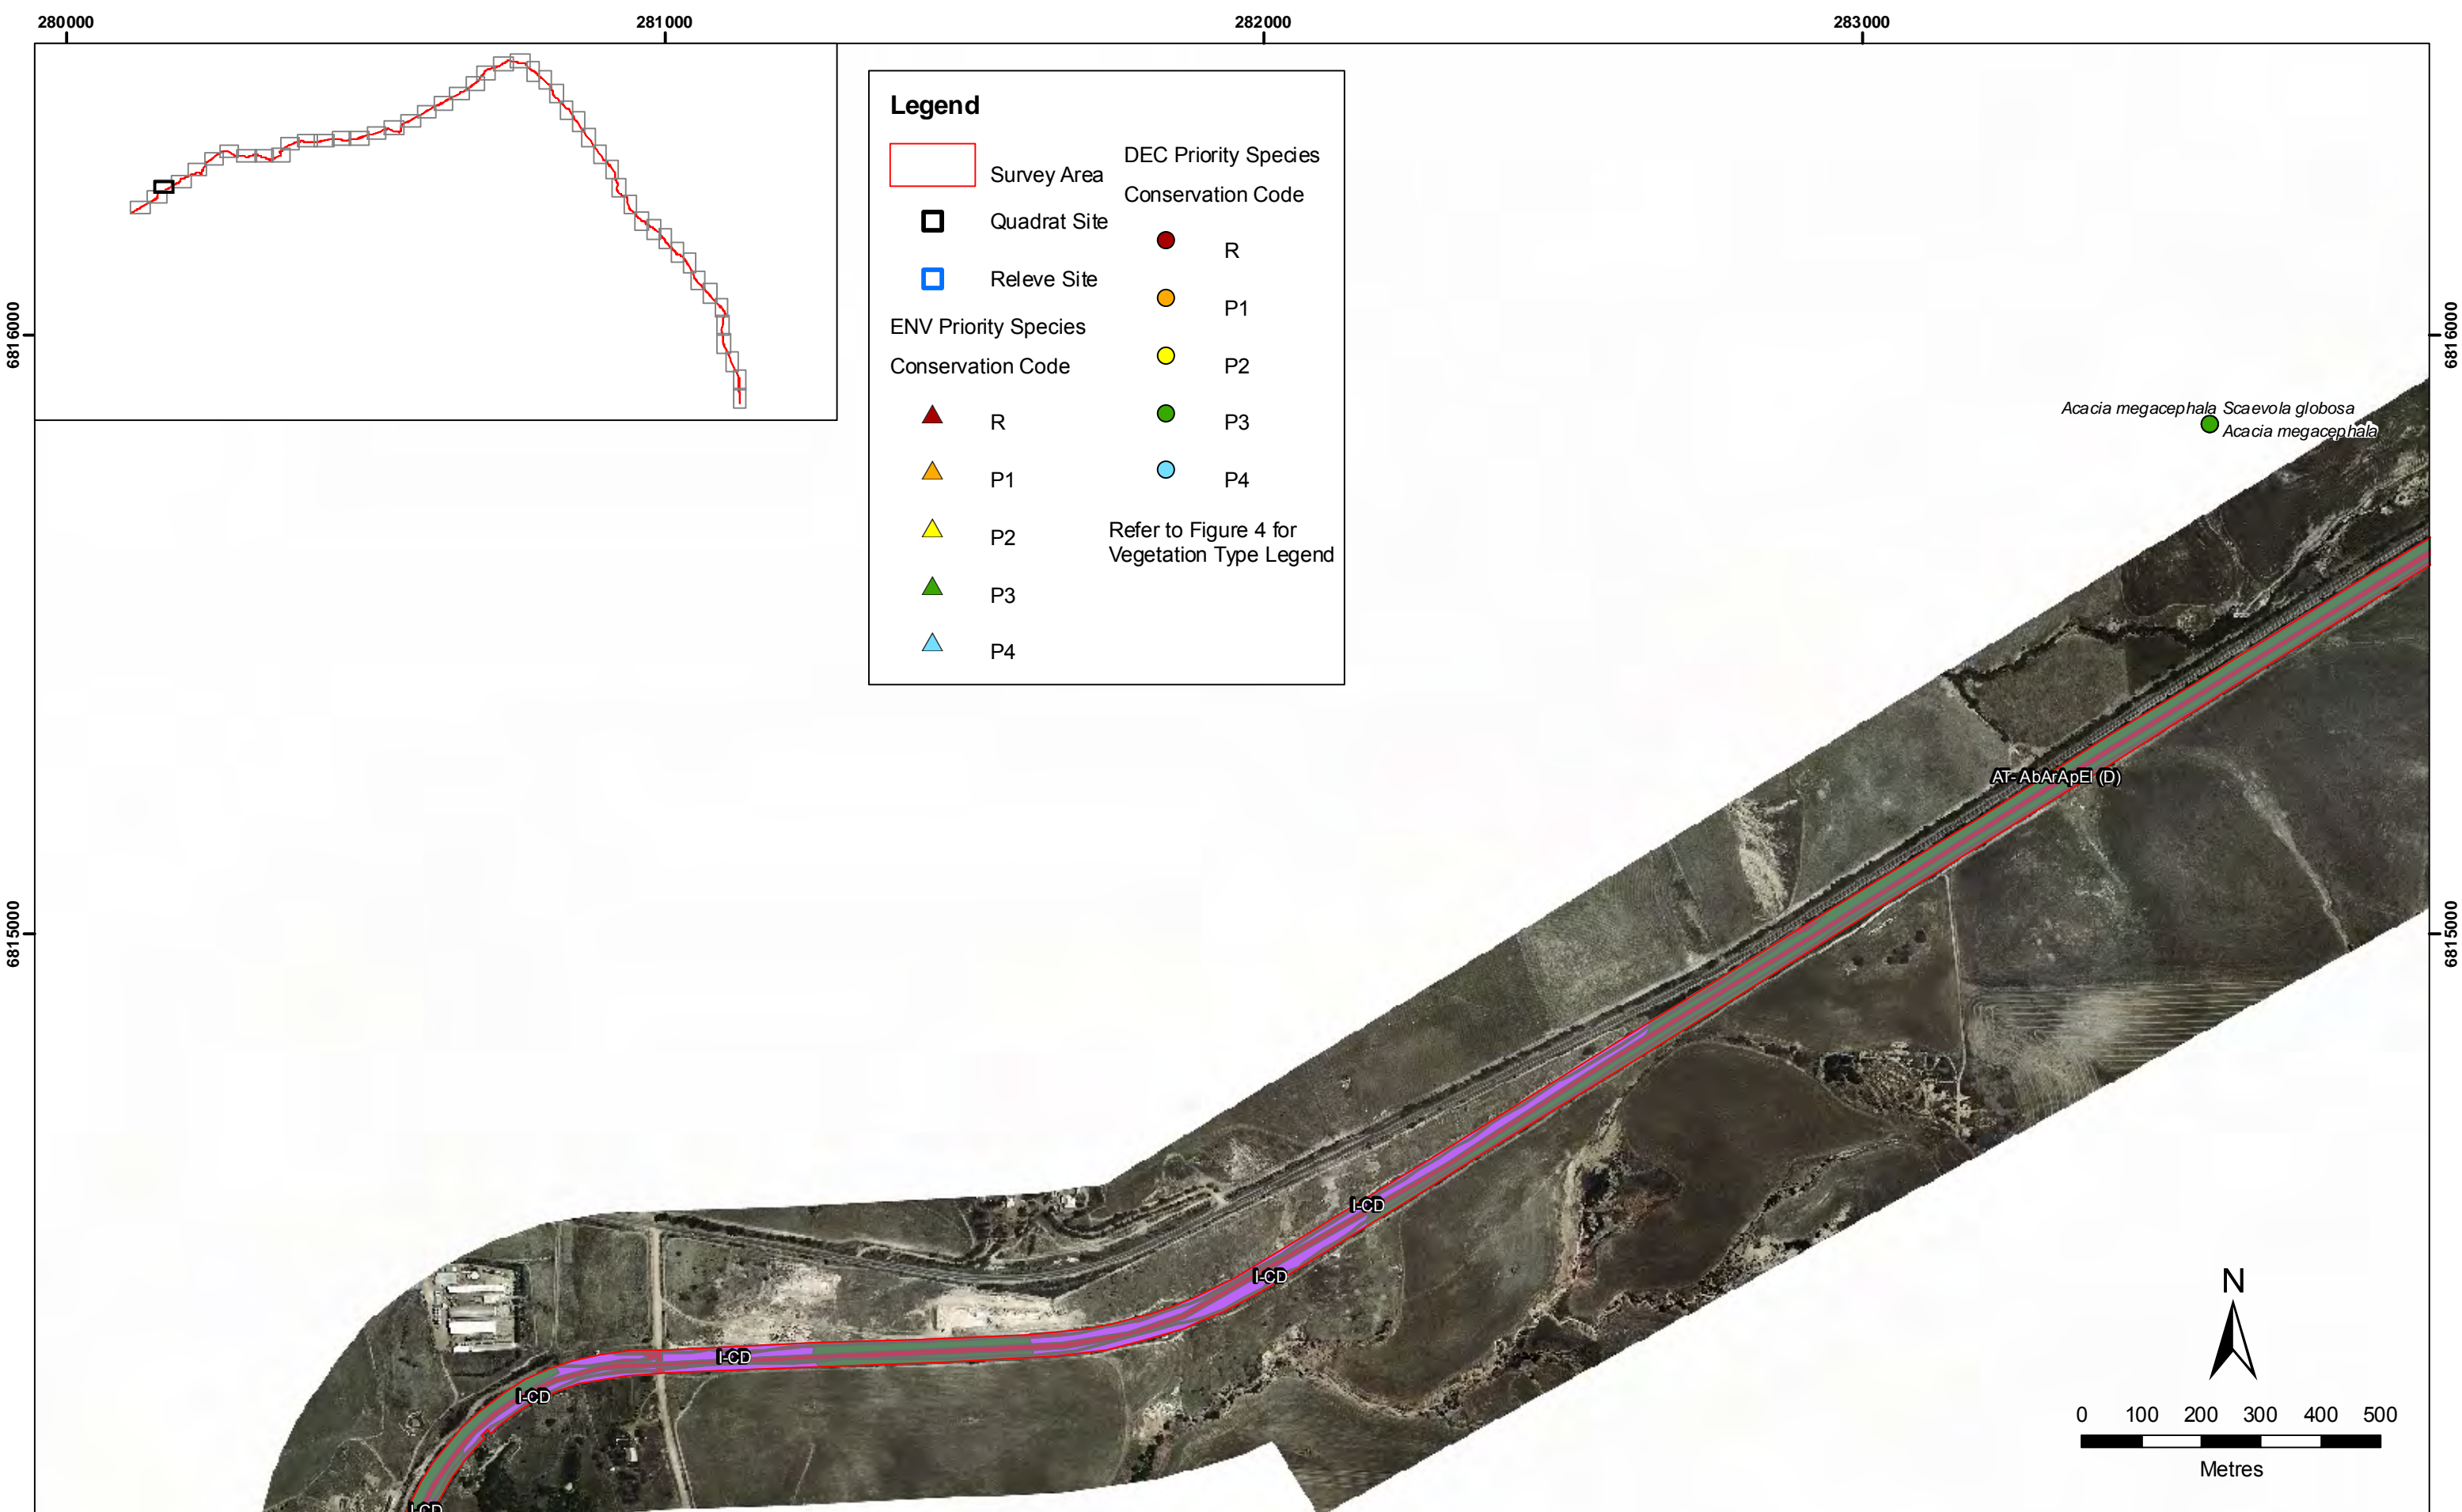 280000
281000
282000
283000
Legend
Survey Area
Quadrat Site
Releve Site
ENV Priority Species
Conservation Code
R
P1
P2
P3
P4
DEC Priority Species
Conservation Code
R
P1
P2
P3
P4
Refer to Figure 4 for
Vegetation Type Legend
6816000
6816000
Acacia megacephala Scaevola globosa
Acacia megacephala
AT- AbArApEl (D)
6815000
6815000
I-CD
I-CD
I-CD
I-CD
I-CD
N
0 100 200 300 400 500
Metres